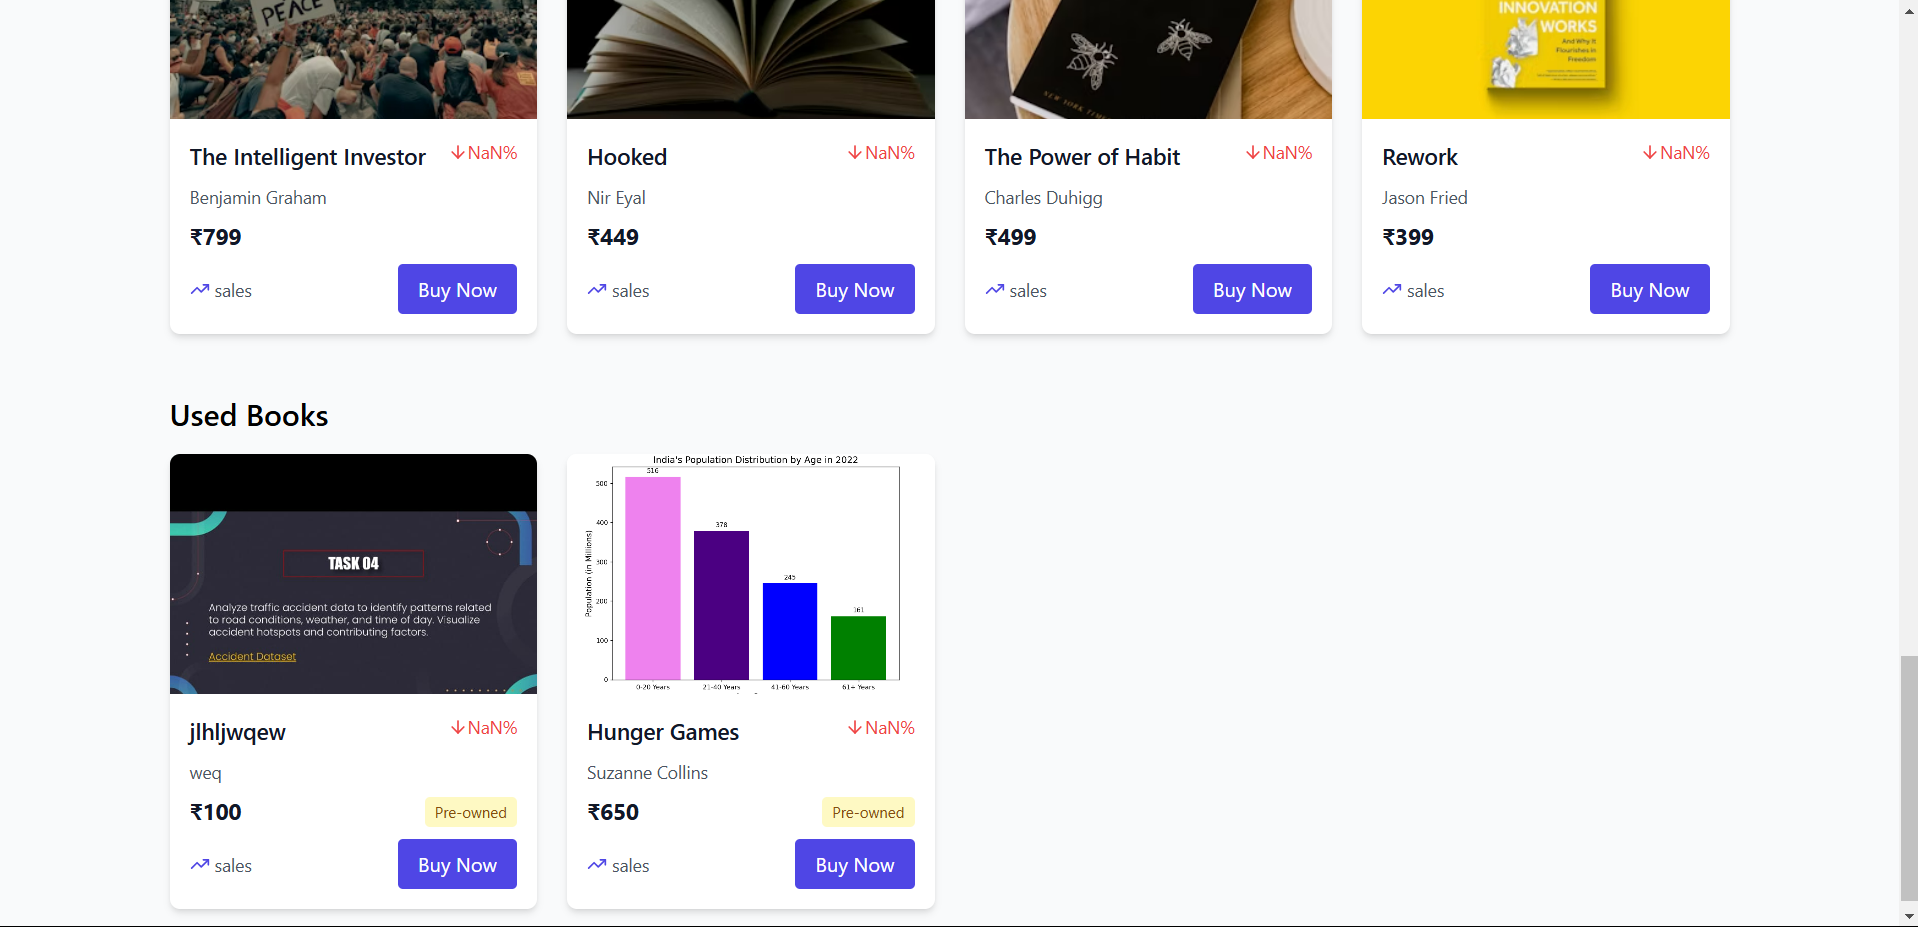 PEACE
NEW YORK TIMES
INNOVATION
WORKS
And Why It
Flourishes in
Freedom
The Intelligent Investor
NaN%
Benjamin Graham
₹799
sales
Buy Now
Hooked
NaN%
Nir Eyal
₹449
sales
Buy Now
The Power of Habit
NaN%
Charles Duhigg
₹499
sales
Buy Now
Rework
NaN%
Jason Fried
₹399
sales
Buy Now
Used Books
TASK 04
Analyze traffic accident data to identify patterns related
to road conditions, weather, and time of day. Visualize
accident hotspots and contributing factors.
Accident Dataset
jlhljwqew
NaN%
weq
₹100
Pre-owned
sales
Buy Now
India's Population Distribution by Age in 2022
Population (in Millions)
500
400
300
200
100
0
516
378
245
161
0-20 Years
21-40 Years
41-60 Years
61+ Years
Hunger Games
NaN%
Suzanne Collins
₹650
Pre-owned
sales
Buy Now